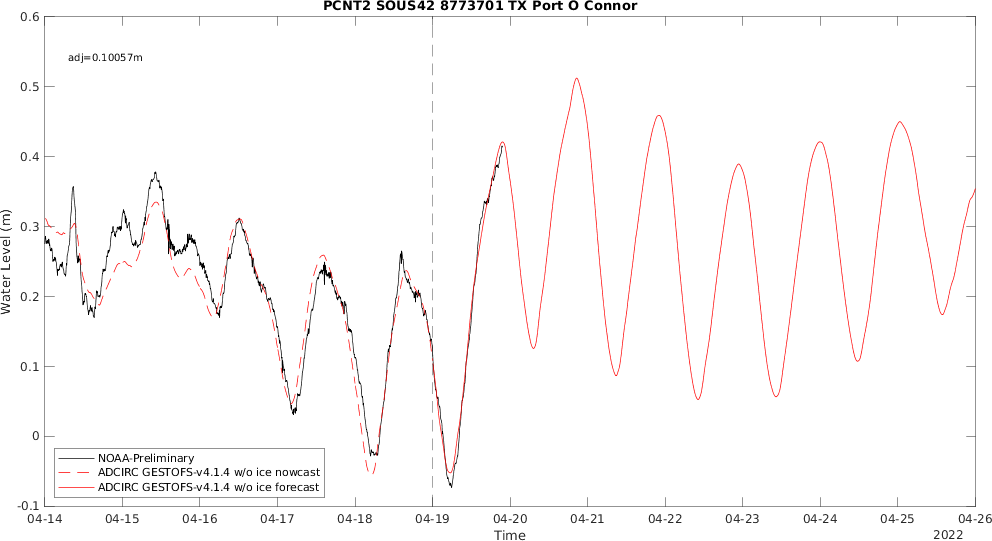 PCNT2 SOUS42 8773701 TX Port O Connor
adj=0.10057m
0.6
0.5
0.4
0.3
0.2
0.1
0
-0.1
Water Level (m)
NOAA-Preliminary
ADCIRC GESTOFS-v4.1.4 w/o ice nowcast
ADCIRC GESTOFS-v4.1.4 w/o ice forecast
04-14 04-15 04-16 04-17 04-18 04-19 04-20 04-21 04-22 04-23 04-24 04-25 04-26
Time
2022